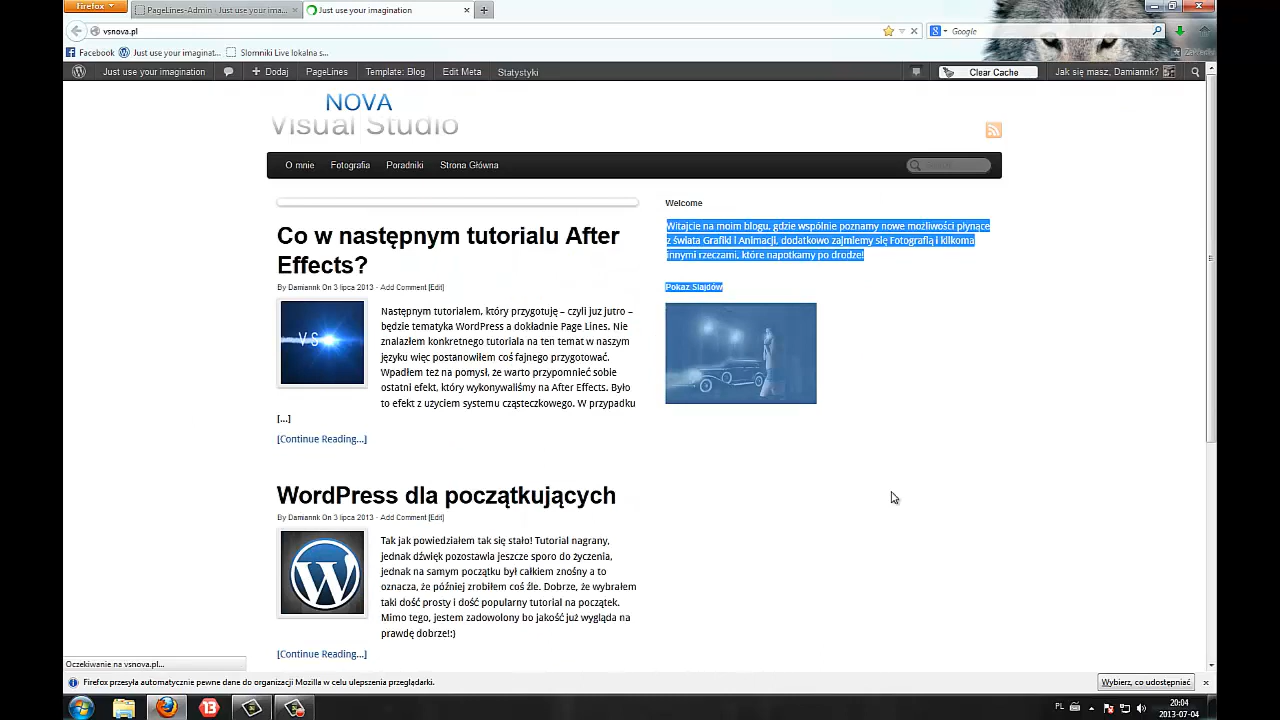 Firefox
PageLines-Admin ‹ Just use your ima...
Just use your imagination
vsnova.pl
Google
Facebook
Just use your imaginat...
Slomniki Live lokalna s...
Just use your imagination
Dodaj
PageLines
Template: Blog
Edit Meta
Statystyki
Clear Cache
Jak się masz, Damiannk?
NOVA
Visual Studio
O mnie
Fotografia
Poradniki
Strona Główna
Co w następnym tutorialu After
Effects?
By Damiannk On 3 lipca 2013 · Add Comment [Edit]
VS
Następnym tutorialem, który przygotuję – czyli juz jutro –
będzie tematyka WordPress a dokładnie Page Lines. Nie
znalazłem konkretnego tutoriala na ten temat w naszym
języku więc postanowiłem coś fajnego przygotować.
Wpadłem też na pomysł, że warto przypomnieć sobie
ostatni efekt, który wykonywaliśmy na After Effects. Było
to efekt z użyciem systemu cząsteczkowego. W przypadku
[...]
[Continue Reading...]
WordPress dla początkujących
By Damiannk On 3 lipca 2013 · Add Comment [Edit]
Tak jak powiedziałem tak się stało! Tutorial nagrany,
jednak dźwięk pozostawia jeszcze sporo do życzenia,
jednak na samym początku był całkiem znośny a to
oznacza, że później zrobiłem coś źle. Dobrze, że wybrałem
taki dość prosty i dość popularny tutorial na początek.
Mimo tego, jestem zadowolony bo jakość już wygląda na
prawdę dobrze!:)
[Continue Reading...]
Welcome
Witajcie na moim blogu, gdzie wspólnie poznamy nowe możliwości płynące
z świata Grafiki i Animacji, dodatkowo zajmiemy się Fotografią i kilkoma
innymi rzeczami, które napotkamy po drodze!
Pokaz Slajdów
Oczekiwanie na vsnova.pl...
Firefox przesyła automatycznie pewne dane do organizacji Mozilla w celu ulepszenia przeglądarki.
Wybierz, co udostępniać
PL
20:04
2013-07-04